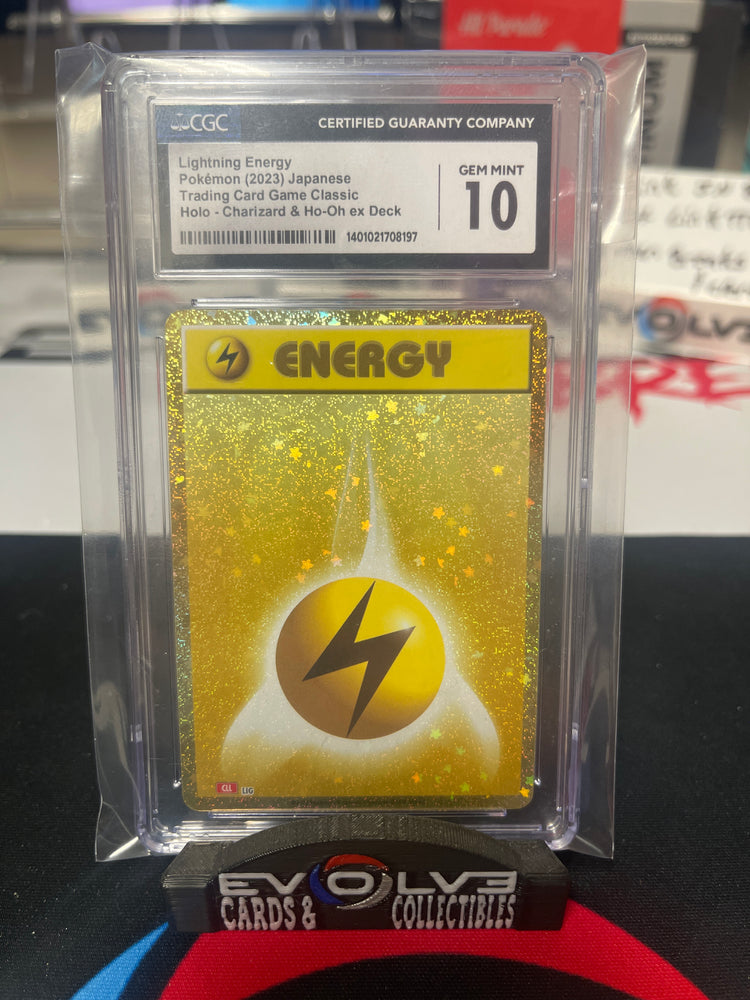 CGC
CERTIFIED GUARANTY COMPANY
Lightning Energy
Pokémon (2023) Japanese
Trading Card Game Classic
Holo - Charizard & Ho-Oh ex Deck
1401021708197
GEM MINT
10
ENERGY
CLL LIG
EVOLVE
CARDS & COLLECTIBLES